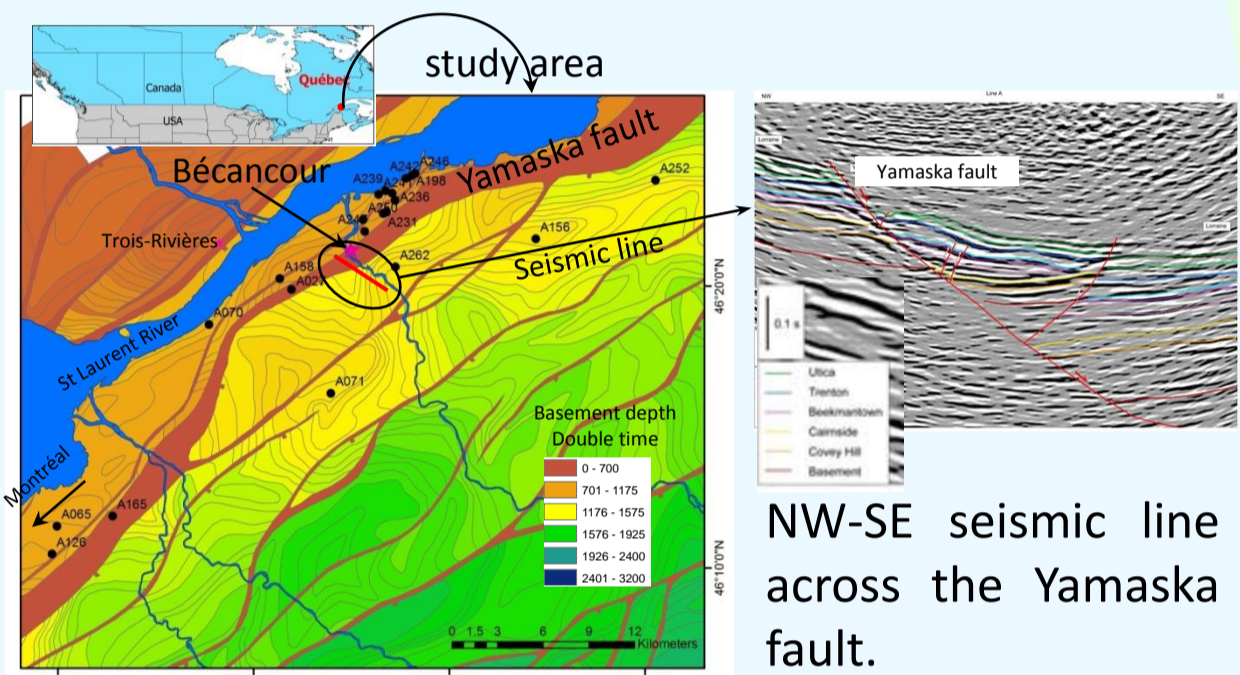 study area
Québec
Canada
USA
Bécancour
Yamaska fault
A252
A246
A242
A239
A198
A236
A231
A156
Trois-Rivières
A262
Seismic line
A158
A070
St Laurent River
A071
Basement depth
Double time
0 - 700
701 - 1175
1176 - 1575
1576 - 1925
1926 - 2400
2401 - 3200
Montréal
A165
A065
A126
0 1.5 3 6 9 12
Kilometers
46°20'0"N
46°10'0"N
NW
Line A
SE
Lorraine
Yamaska fault
Lorraine
0.1 s
Utica
Trenton
Beekmantown
Cairnside
Covey Hill
Basement
NW-SE seismic line
across the Yamaska
fault.